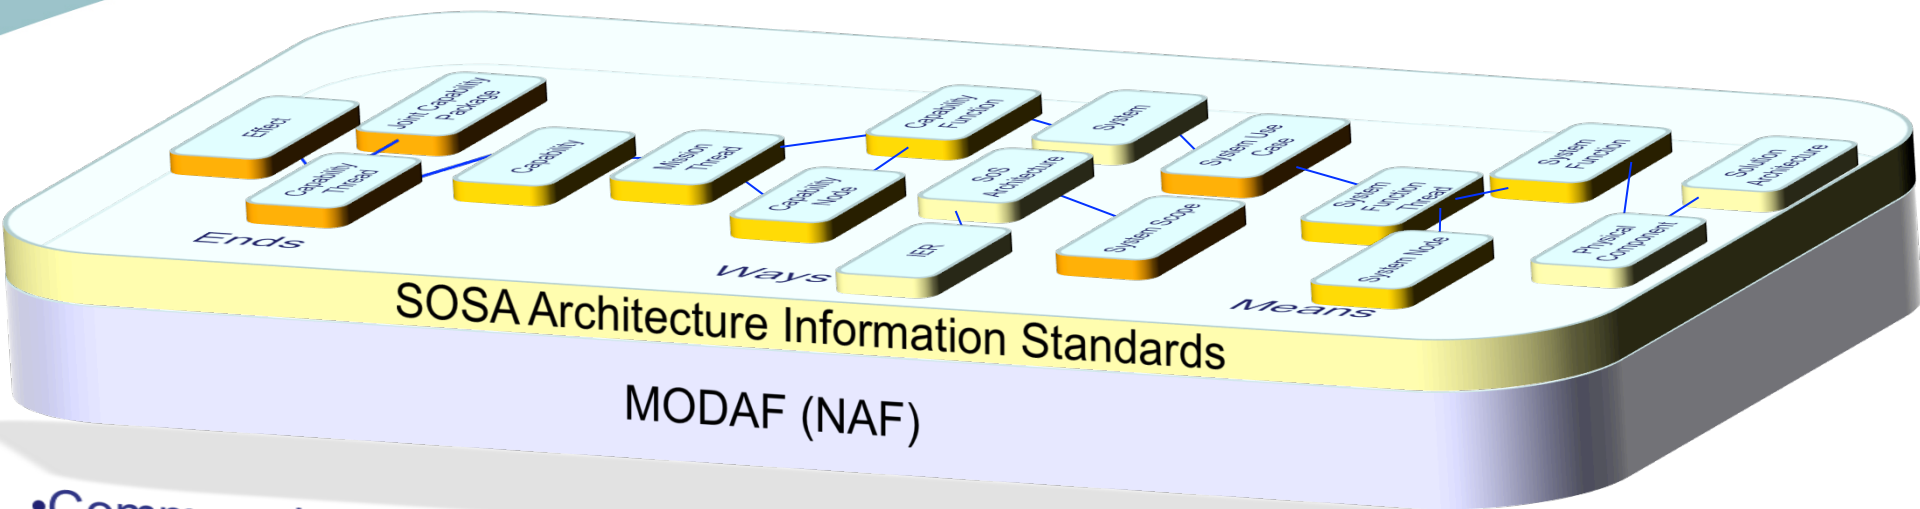 Effect
Joint Capability
Package
Capability
Thread
Capability
Mission
Thread
Capability
Function
Capability
Node
System
SoS
Architecture
IER
System Use
Case
System Scope
System
Function
Thread
System Node
System
Function
Physical
Component
Solution
Architecture
Ends
Ways
Means
SOSA Architecture Information Standards
MODAF (NAF)